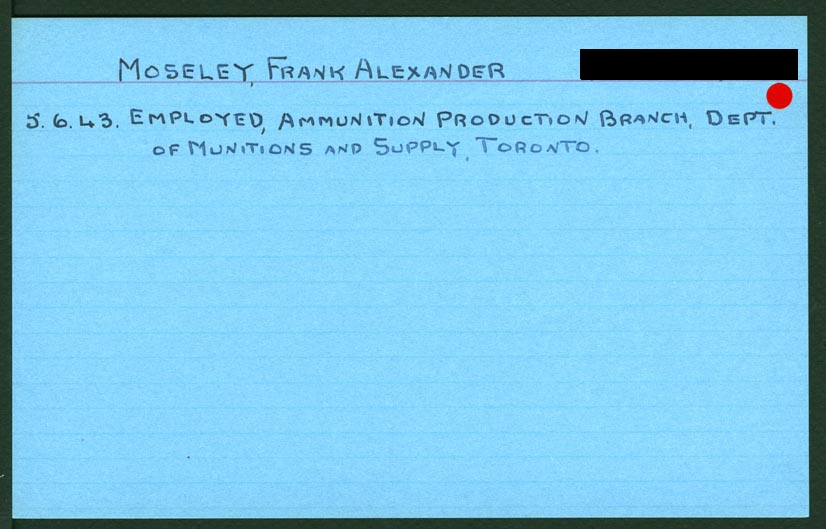 MOSELEY, FRANK ALEXANDER
5.6.43. EMPLOYED, AMMUNITION PRODUCTION BRANCH, DEPT.
OF MUNITIONS AND SUPPLY, TORONTO.